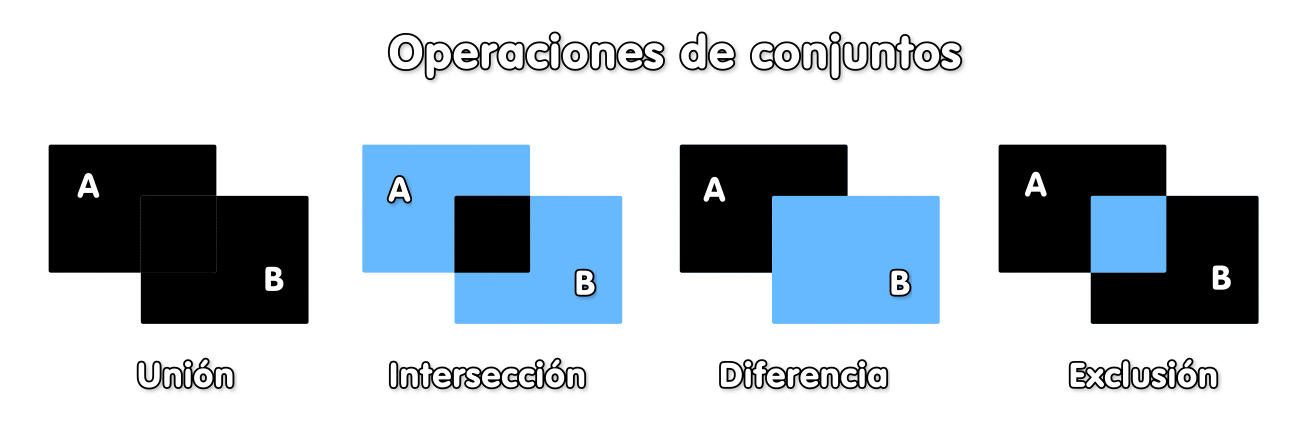 Operaciones de conjuntos
A
B
Unión
A
B
Intersección
A
B
Diferencia
A
B
Exclusión